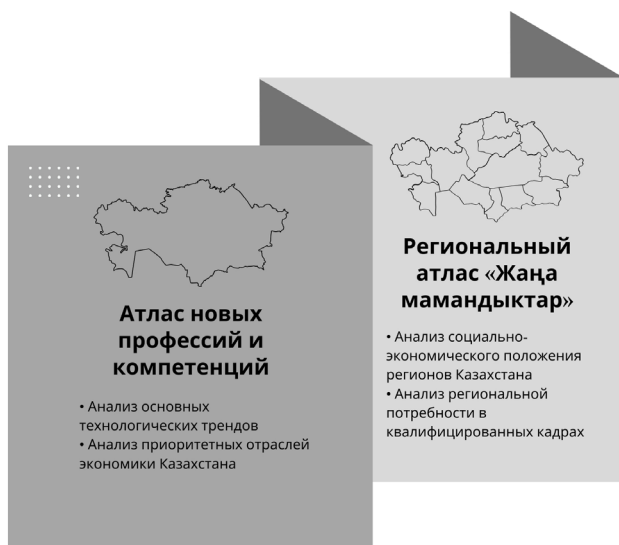 Атлас новых
профессий и
компетенций
• Анализ основных
технологических трендов
• Анализ приоритетных отраслей
экономики Казахстана
Региональный
атлас «Жаңа
мамандыктар»
• Анализ социально-
экономического положения
регионов Казахстана
• Анализ региональной
потребности в
квалифицированных кадрах